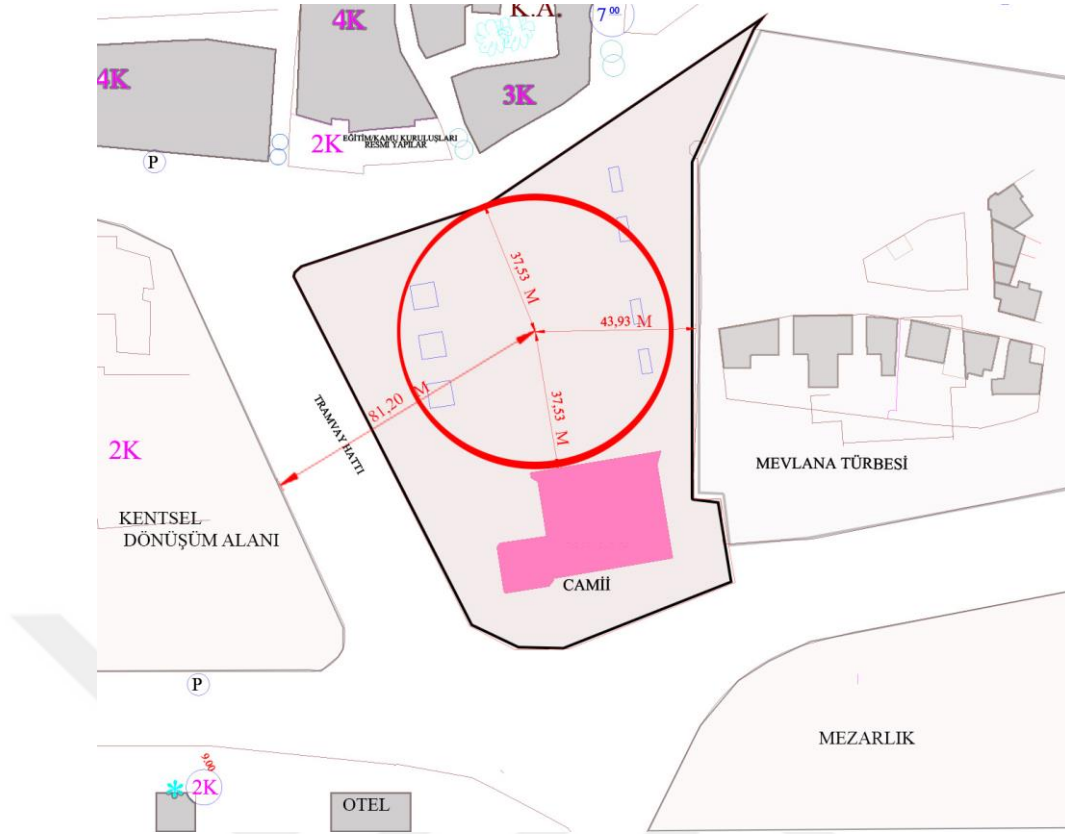 K.A.
7 00
4K
4K
3K
2K
EĞİTİM/KAMU KURULUŞLARI
RESMİ YAPILAR
P
37,53 M
43,93 M
81,20 M
37,53 M
TRAMVAY HATTI
2K
MEVLANA TÜRBESİ
KENTSEL
DÖNÜŞÜM ALANI
CAMİİ
P
MEZARLIK
9,00
2K
OTEL